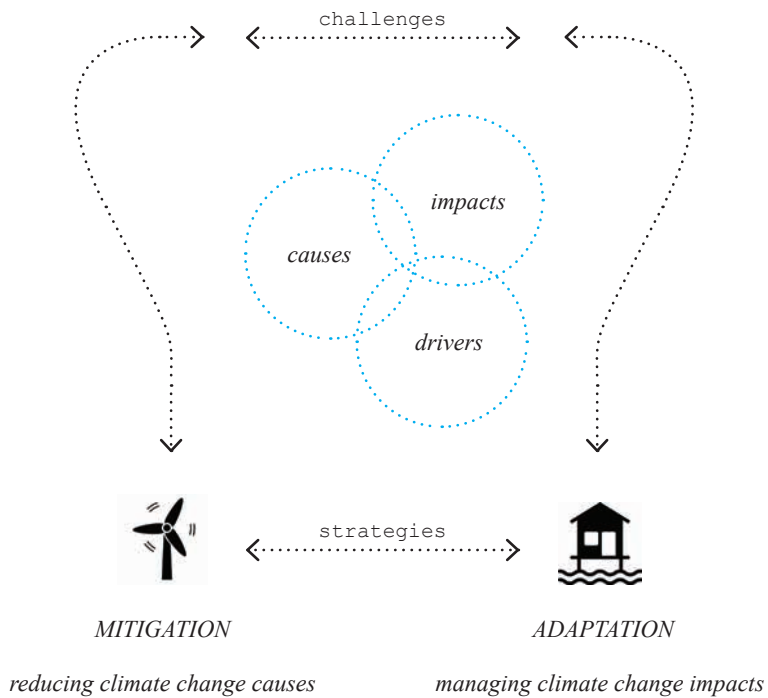 challenges
impacts
causes
drivers
strategies
MITIGATION
ADAPTATION
reducing climate change causes
managing climate change impacts